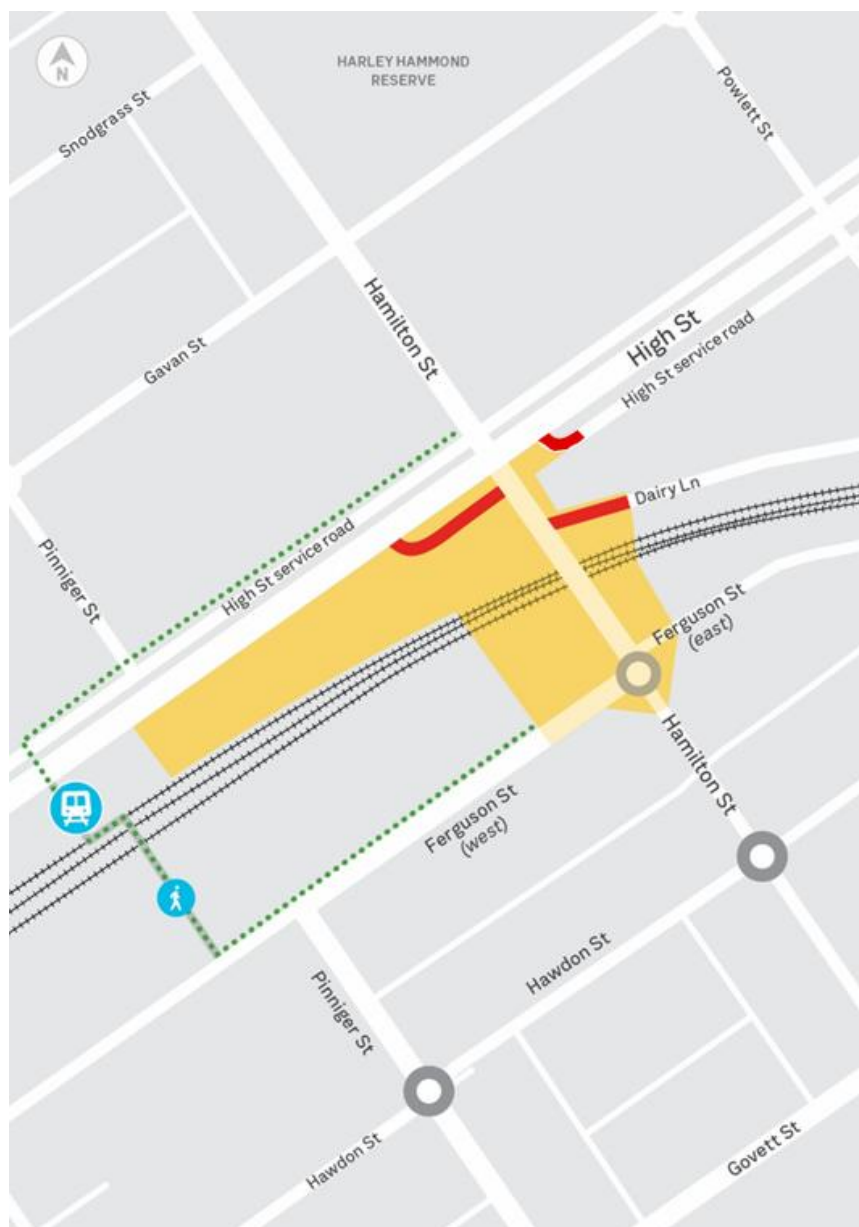 N
HARLEY HAMMOND
RESERVE
Snodgrass St
Powlett St
Hamilton St
Gavan St
High St
High St service road
Dairy Ln
Pinniger St
High St service road
Ferguson St
(east)
Hamilton St
Ferguson St
(west)
Hawdon St
Pinniger St
Hawdon St
Govett St